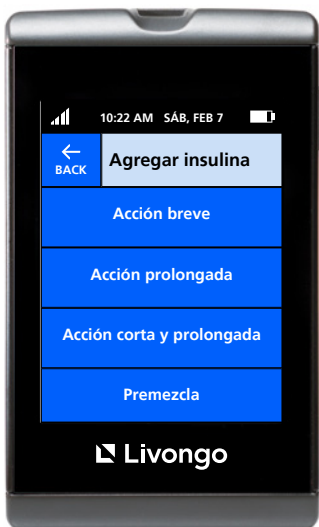 10:22 AM SÁB, FEB 7
BACK
Agregar insulina
Acción breve
Acción prolongada
Acción corta y prolongada
Premezcla
Livongo